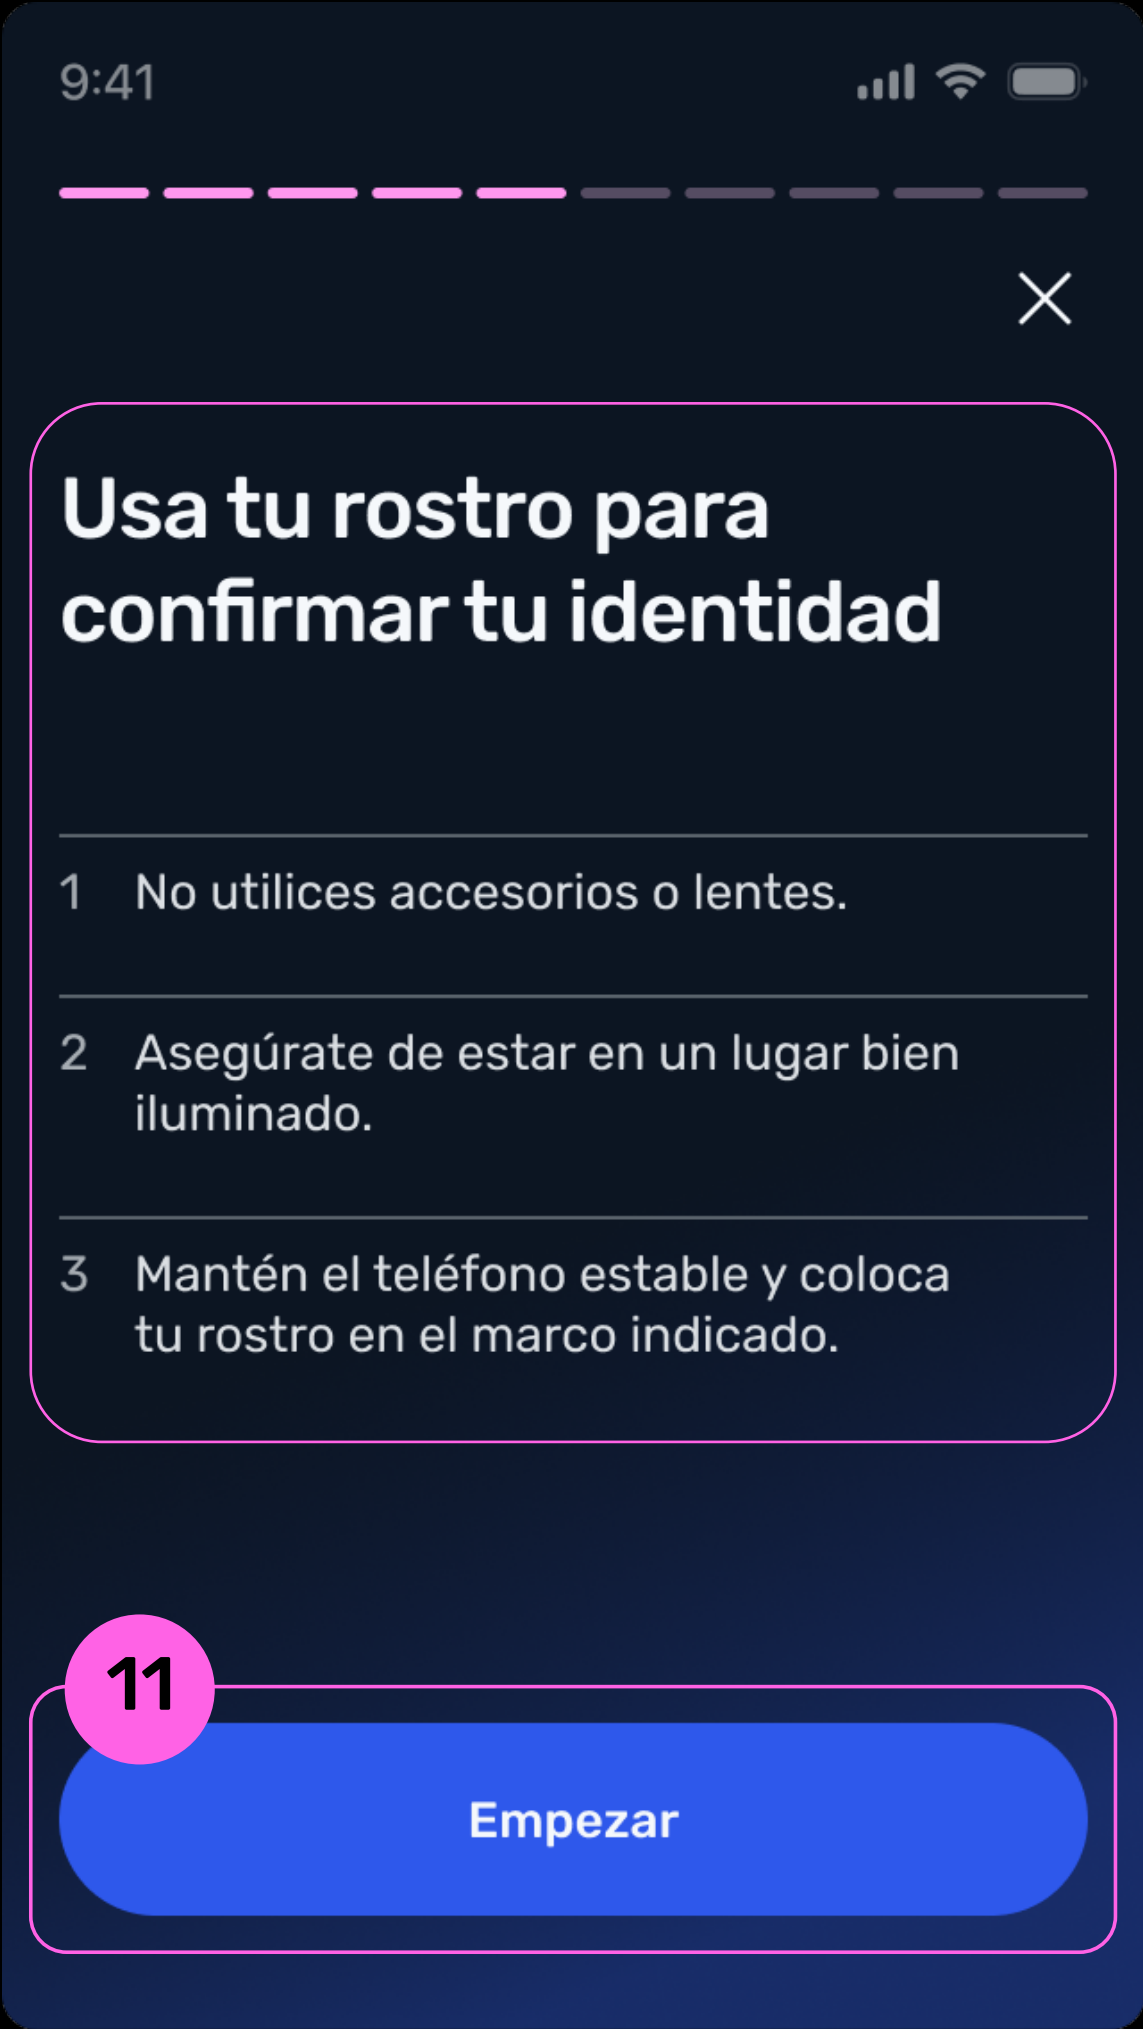 9:41
Usa tu rostro para
confirmar tu identidad
1 No utilices accesorios o lentes.
2 Asegúrate de estar en un lugar bien
iluminado.
3 Mantén el teléfono estable y coloca
tu rostro en el marco indicado.
11
Empezar